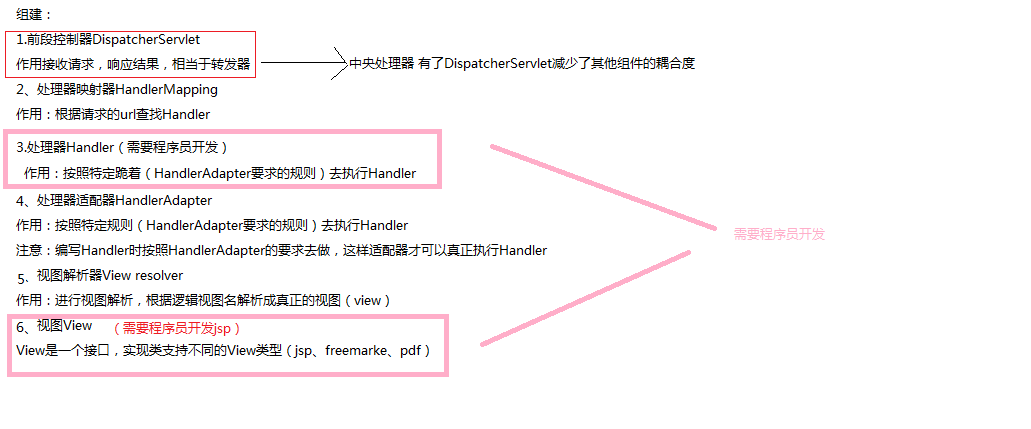 组建：
1.前段控制器DispatcherServlet
作用接收请求，响应结果，相当于转发器
中央处理器 有了DispatcherServlet减少了其他组件的耦合度
2、处理器映射器HandlerMapping
作用：根据请求的url查找Handler
3.处理器Handler（需要程序员开发）
作用：按照特定跪着（HandlerAdapter要求的规则）去执行Handler
4、处理器适配器HandlerAdapter
作用：按照特定规则（HandlerAdapter要求的规则）去执行Handler
注意：编写Handler时按照HandlerAdapter的要求去做，这样适配器才可以真正执行Handler
需要程序员开发
5、视图解析器View resolver
作用：进行视图解析，根据逻辑视图名解析成真正的视图（view）
6、视图View （需要程序员开发jsp）
View是一个接口，实现类支持不同的View类型（jsp、freemarke、pdf）